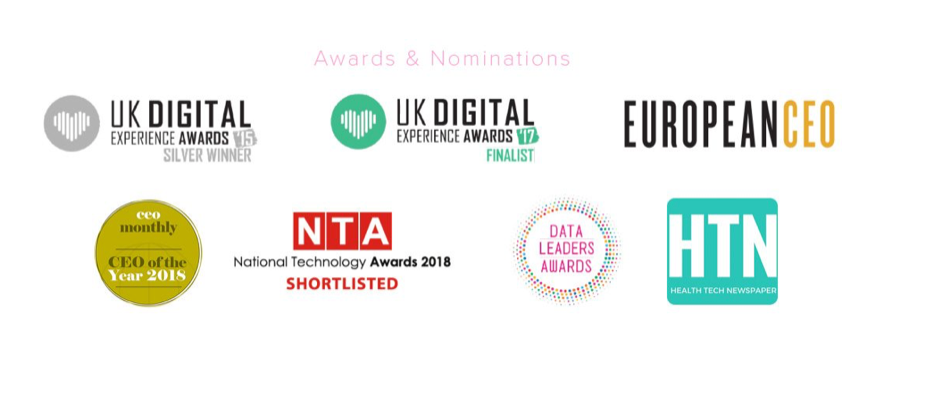 Awards & Nominations
UK DIGITAL
EXPERIENCE AWARDS '15
SILVER WINNER
UK DIGITAL
EXPERIENCE AWARDS '17
FINALIST
EUROPEANCEO
ceo
monthly
CEO of the
Year 2018
NTA
National Technology Awards 2018
SHORTLISTED
DATA
LEADERS
AWARDS
HTN
HEALTH TECH NEWSPAPER